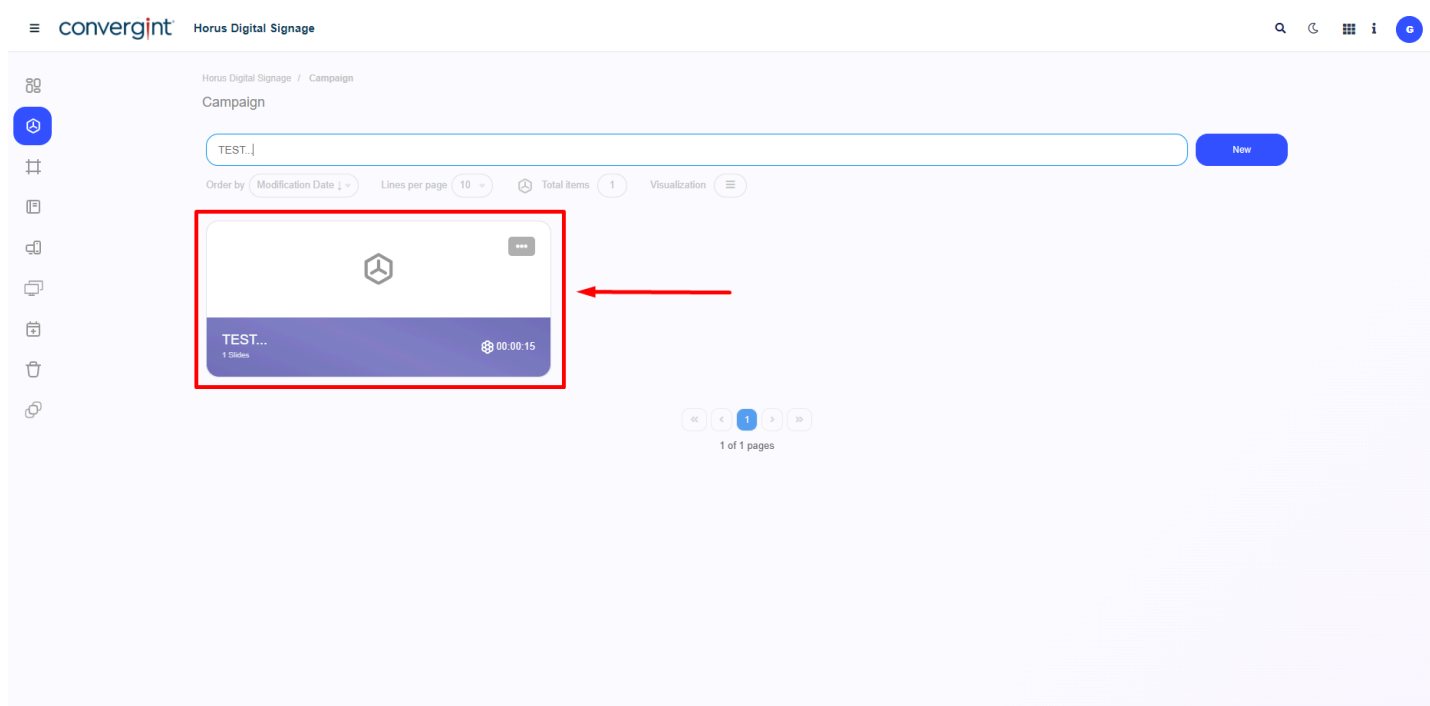 convergint Horus Digital Signage G
Horus Digital Signage / Campaign
Campaign
TEST... New
Order by Modification Date ↓ Lines per page 10 Total items 1 Visualization
TEST...
1 Slides
00:00:15
« ‹ 1 › »
1 of 1 pages